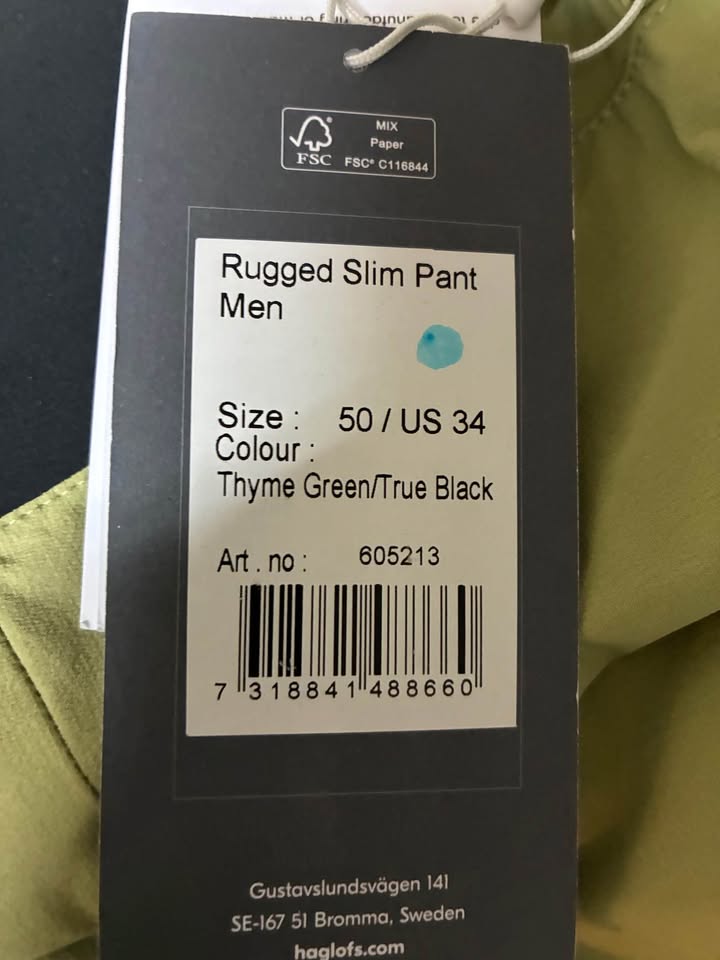 MIX
Paper
FSC® C116844
FSC
Rugged Slim Pant
Men
Size : 50 / US 34
Colour :
Thyme Green/True Black
Art . no : 605213
7 318841 488660
Gustavslundsvägen 141
SE-167 51 Bromma, Sweden
haglofs.com